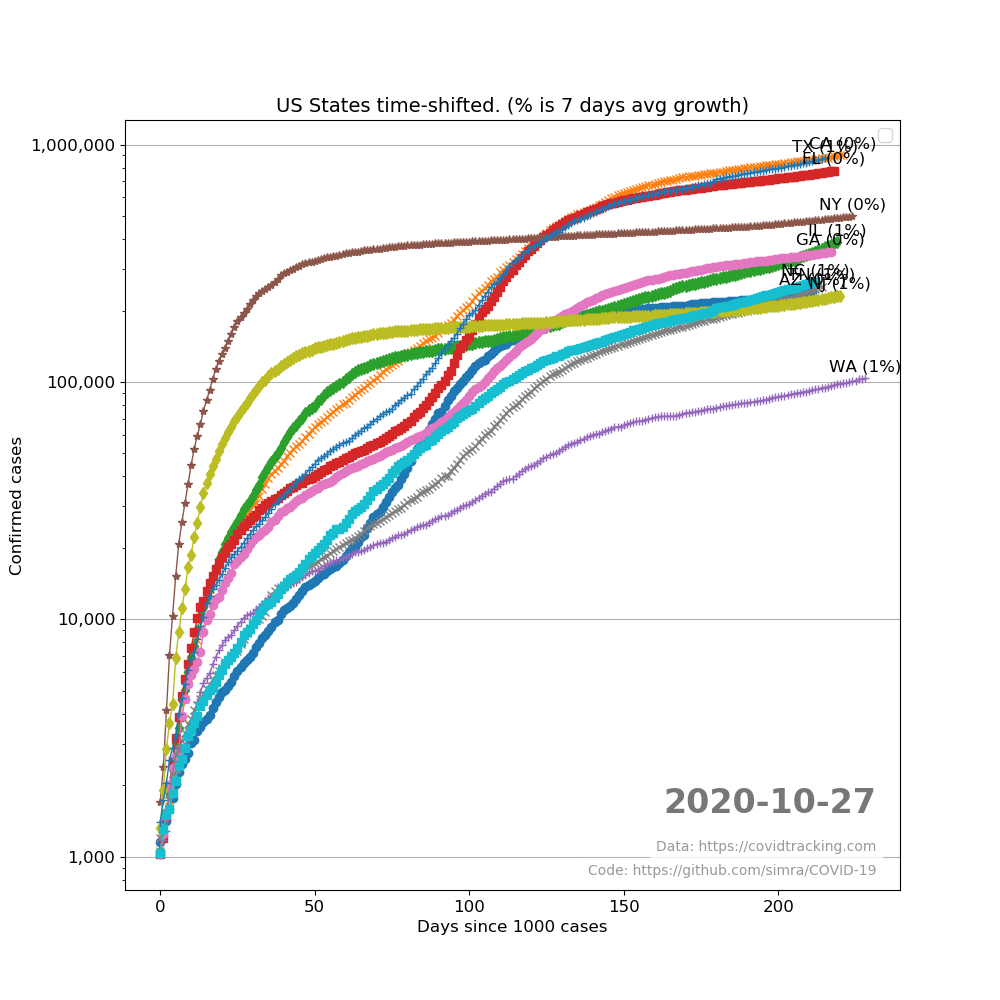 US States time-shifted. (% is 7 days avg growth)
1,000,000
CA (0%)
TX (1%)
FL (0%)
NY (0%)
IL (1%)
GA (0%)
NJ (1%)
100,000
WA (1%)
10,000
1,000
Confirmed cases
2020-10-27
Data: https://covidtracking.com
Code: https://github.com/simra/COVID-19
0
50
100
150
200
Days since 1000 cases